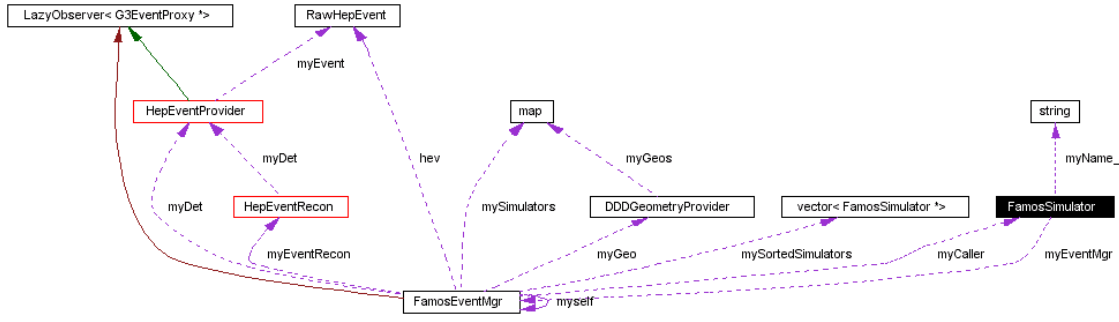 LazyObserver< G3EventProxy *>
RawHepEvent
myEvent
HepEventProvider
map
string
myDet
hev
myGeos
myName_
myDet
HepEventRecon
mySimulators
DDDGeometryProvider
vector< FamosSimulator *>
FamosSimulator
myEventRecon
myGeo
mySortedSimulators
myCaller
myEventMgr
FamosEventMgr
myself